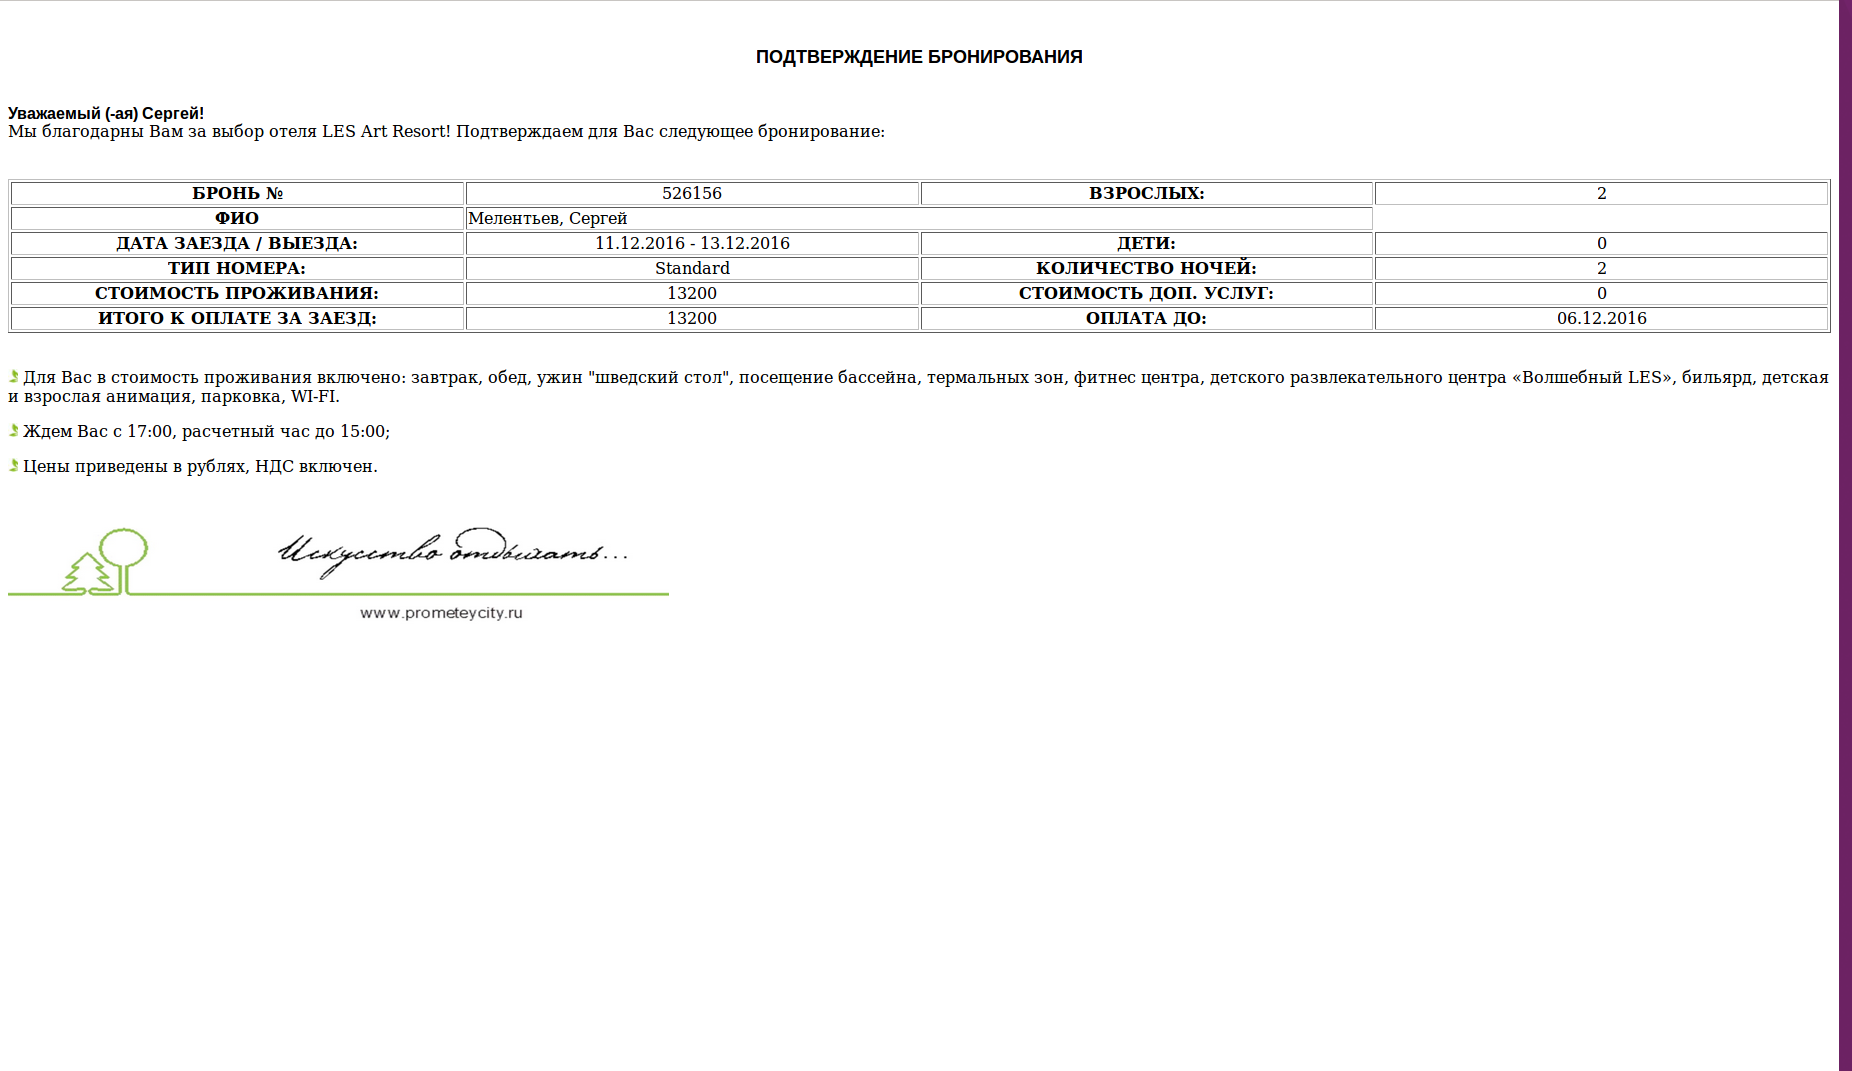 ПОДТВЕРЖДЕНИЕ БРОНИРОВАНИЯ
Уважаемый (-ая) Сергей!
Мы благодарны Вам за выбор отеля LES Art Resort! Подтверждаем для Вас следующее бронирование:
БРОНЬ № 526156 ВЗРОСЛЫХ: 2
ФИО Мелентьев, Сергей
ДАТА ЗАЕЗДА / ВЫЕЗДА: 11.12.2016 - 13.12.2016 ДЕТИ: 0
ТИП НОМЕРА: Standard КОЛИЧЕСТВО НОЧЕЙ: 2
СТОИМОСТЬ ПРОЖИВАНИЯ: 13200 СТОИМОСТЬ ДОП. УСЛУГ: 0
ИТОГО К ОПЛАТЕ ЗА ЗАЕЗД: 13200 ОПЛАТА ДО: 06.12.2016
Для Вас в стоимость проживания включено: завтрак, обед, ужин "шведский стол", посещение бассейна, термальных зон, фитнес центра, детского развлекательного центра «Волшебный LES», бильярд, детская
и взрослая анимация, парковка, WI-FI.
Ждем Вас с 17:00, расчетный час до 15:00;
Цены приведены в рублях, НДС включен.
Искусство отдыхать...
www.prometeycity.ru